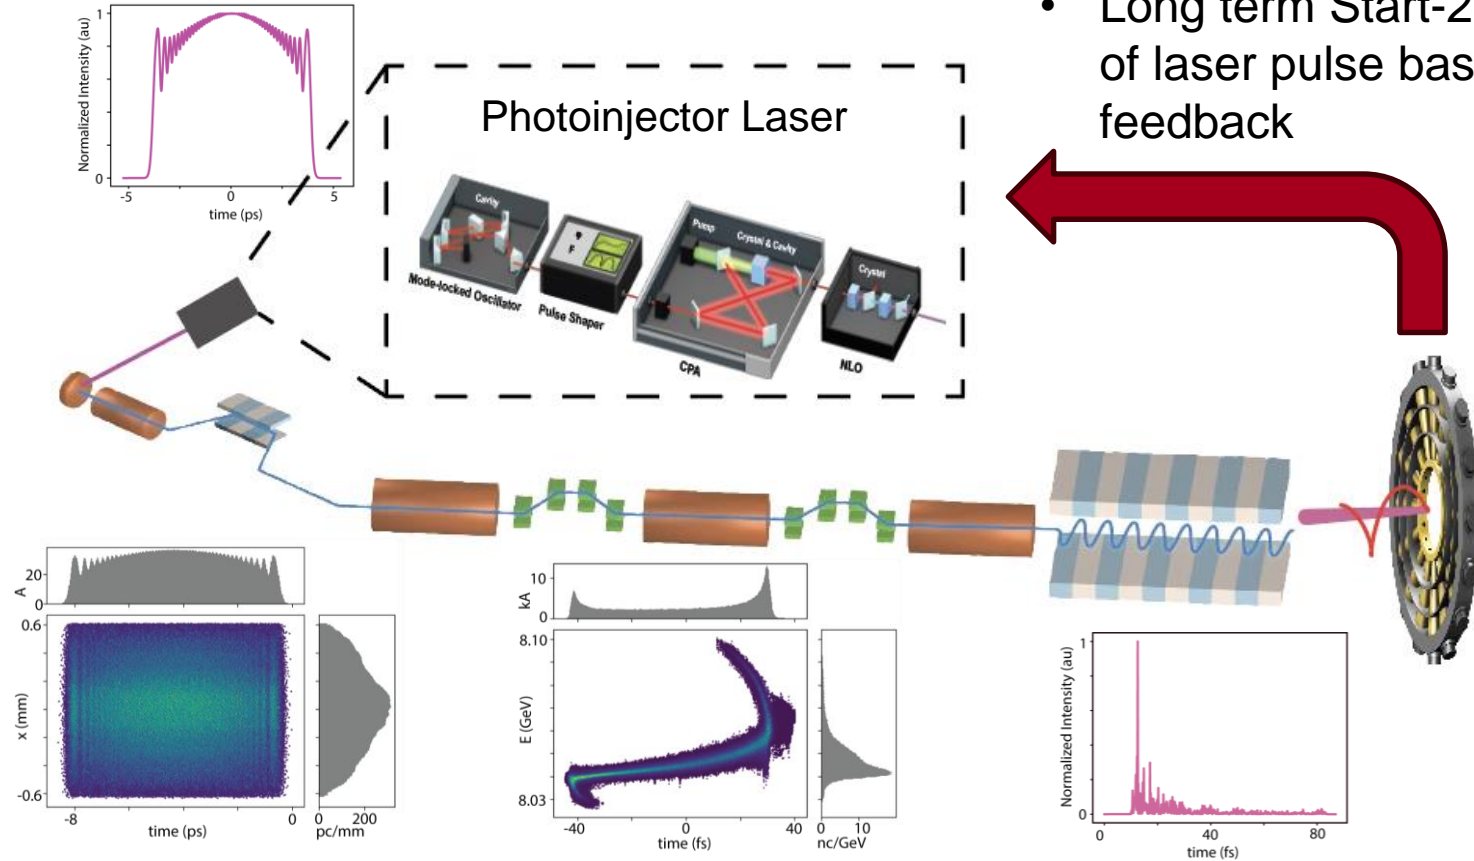 Normalized Intensity (au)
1
0
-5
0
5
time (ps)
• Long term Start-2
of laser pulse bas
feedback
Photoinjector Laser
Cavity
Mode-locked Oscillator
Pulse Shaper
Pump
Crystal & Cavity
CPA
Crystal
NLO
A
20
0
x (mm)
0.6
-0.6
-8
0
time (ps)
0
200
pc/mm
kA
10
0
E (GeV)
8.10
8.03
-40
0
40
time (fs)
0
10
nc/GeV
Normalized Intensity (au)
1
0
0
40
80
time (fs)